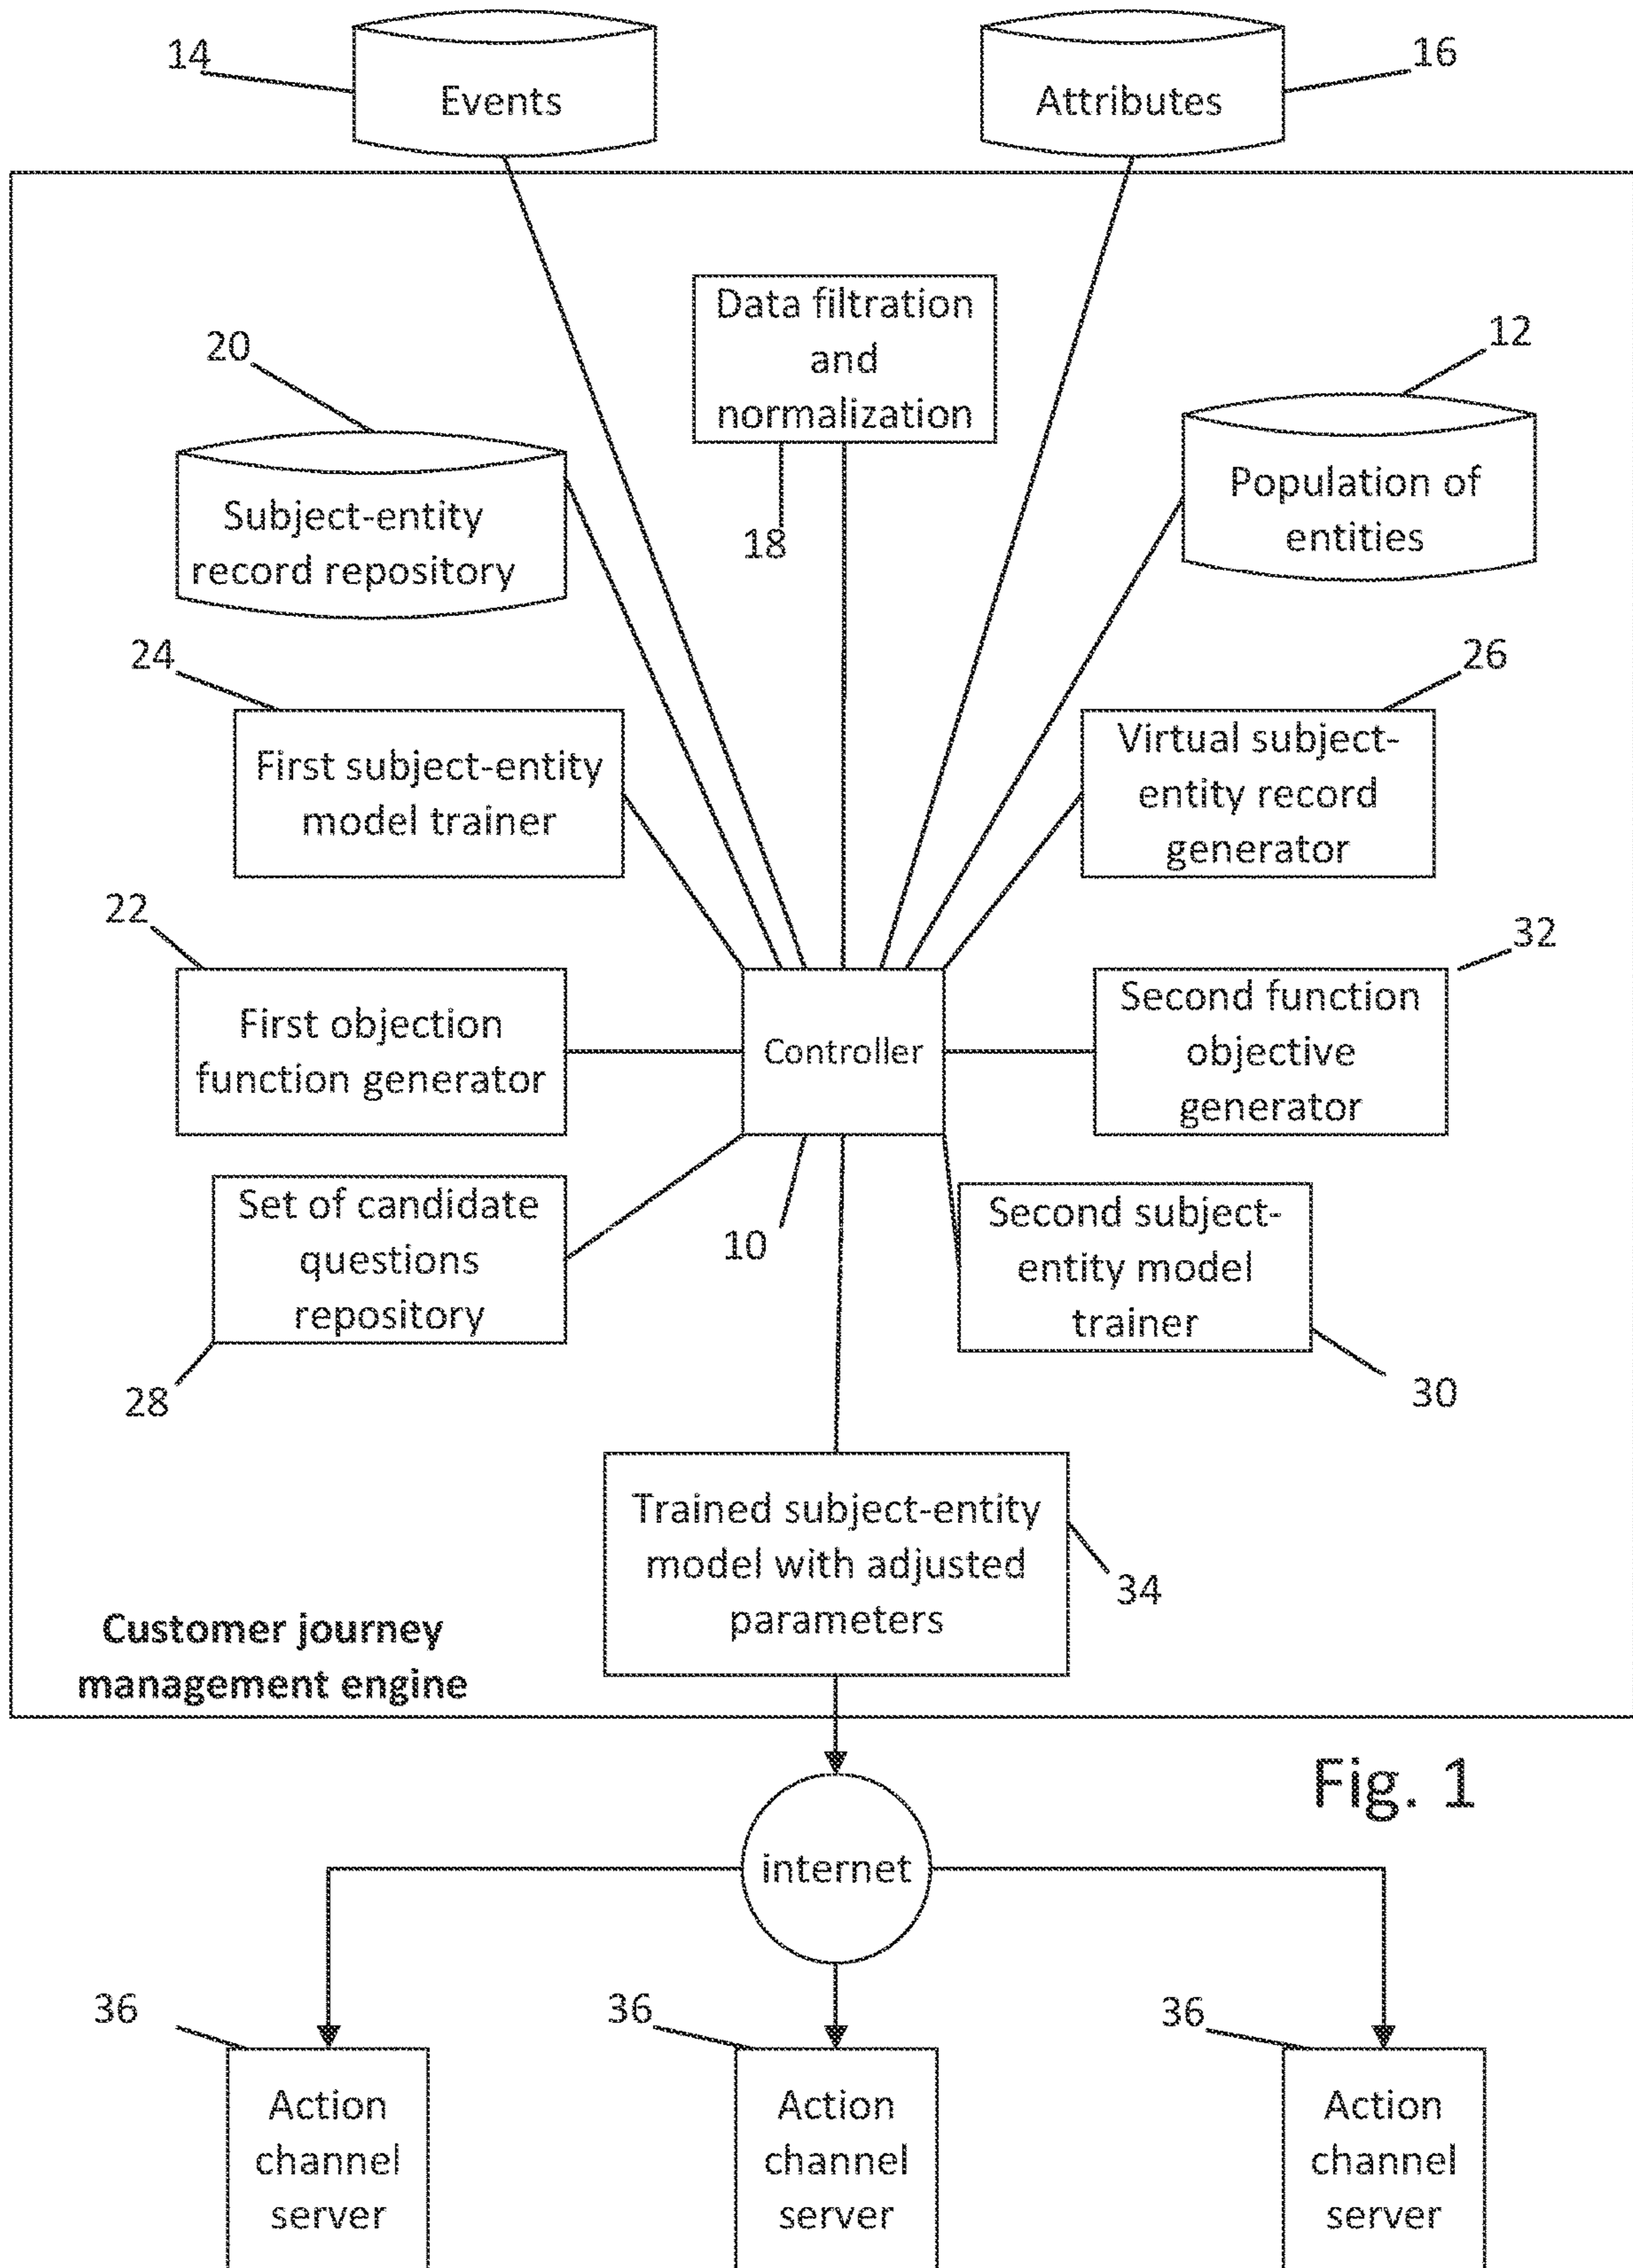 14
Events
Attributes
16
Data filtration
and
normalization
18
20
Subject-entity
record repository
12
Population of
entities
24
First subject-entity
model trainer
26
Virtual subject-
entity record
generator
22
First objection
function generator
Controller
10
32
Second function
objective
generator
Set of candidate
questions
repository
28
Second subject-
entity model
trainer
30
Trained subject-entity
model with adjusted
parameters
34
Customer journey
management engine
Fig. 1
internet
36
Action
channel
server
36
Action
channel
server
36
Action
channel
server